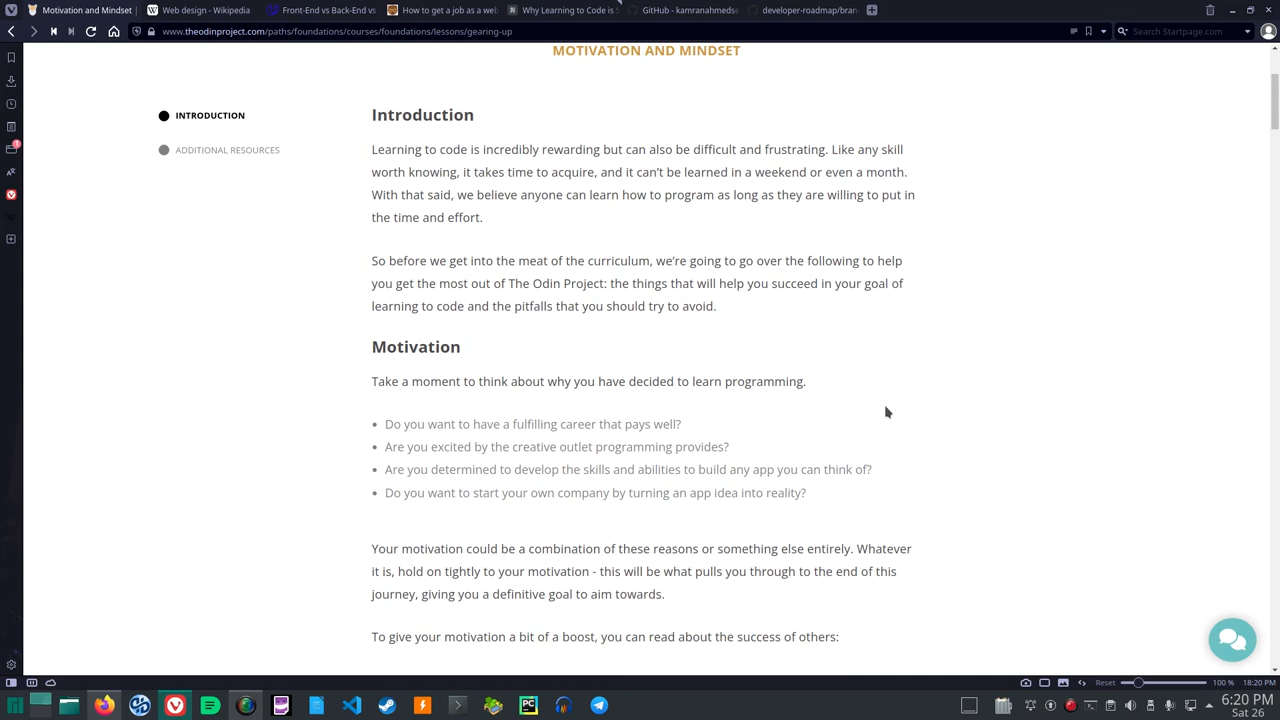 Motivation and Mindset |
Web design - Wikipedia
Front-End vs Back-End vs
How to get a job as a web
Why Learning to Code is
GitHub - kamranahmedse
developer-roadmap/bran
www.theodinproject.com/paths/foundations/courses/foundations/lessons/gearing-up
Search Startpage.com
MOTIVATION AND MINDSET
INTRODUCTION
ADDITIONAL RESOURCES
Introduction
Learning to code is incredibly rewarding but can also be difficult and frustrating. Like any skill
worth knowing, it takes time to acquire, and it can’t be learned in a weekend or even a month.
With that said, we believe anyone can learn how to program as long as they are willing to put in
the time and effort.
So before we get into the meat of the curriculum, we’re going to go over the following to help
you get the most out of The Odin Project: the things that will help you succeed in your goal of
learning to code and the pitfalls that you should try to avoid.
Motivation
Take a moment to think about why you have decided to learn programming.
• Do you want to have a fulfilling career that pays well?
• Are you excited by the creative outlet programming provides?
• Are you determined to develop the skills and abilities to build any app you can think of?
• Do you want to start your own company by turning an app idea into reality?
Your motivation could be a combination of these reasons or something else entirely. Whatever
it is, hold on tightly to your motivation - this will be what pulls you through to the end of this
journey, giving you a definitive goal to aim towards.
To give your motivation a bit of a boost, you can read about the success of others:
Reset
100 %
18:20 PM
6:20 PM
Sat 26